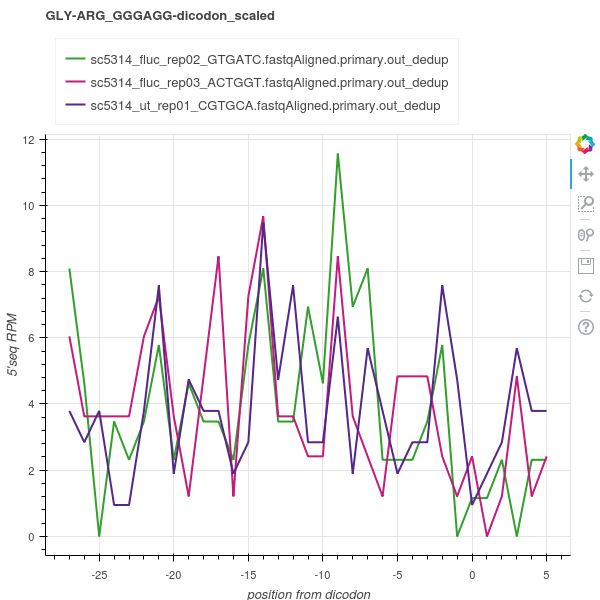 GLY-ARG_GGGAGG-dicodon_scaled
sc5314_fluc_rep02_GTGATC.fastqAligned.primary.out_dedup
sc5314_fluc_rep03_ACTGGT.fastqAligned.primary.out_dedup
sc5314_ut_rep01_CGTGCA.fastqAligned.primary.out_dedup
12
10
8
6
4
2
0
5'seq RPM
-25 -20 -15 -10 -5 0 5
position from dicodon